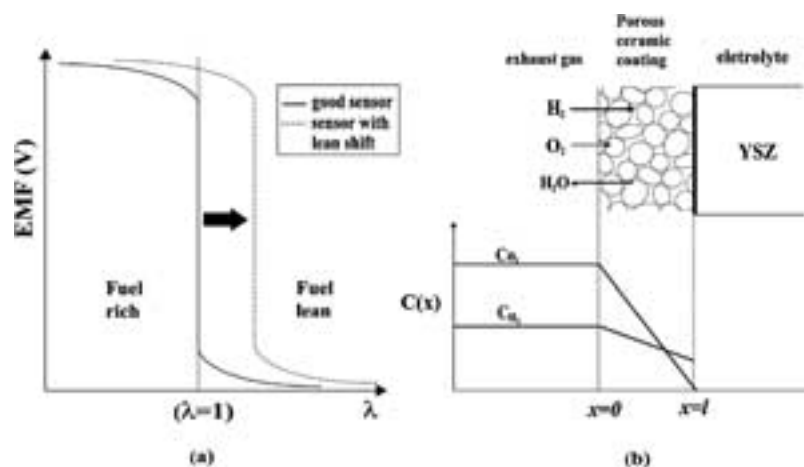 EMF (V)
good sensor
sensor with
lean shift
Fuel
rich
Fuel
lean
(λ=1)
λ
(a)
Porous
ceramic
coating
exhaust gas
eletrolyte
H₂
O₂
H₂O
YSZ
C(x)
x=0
x=l
(b)